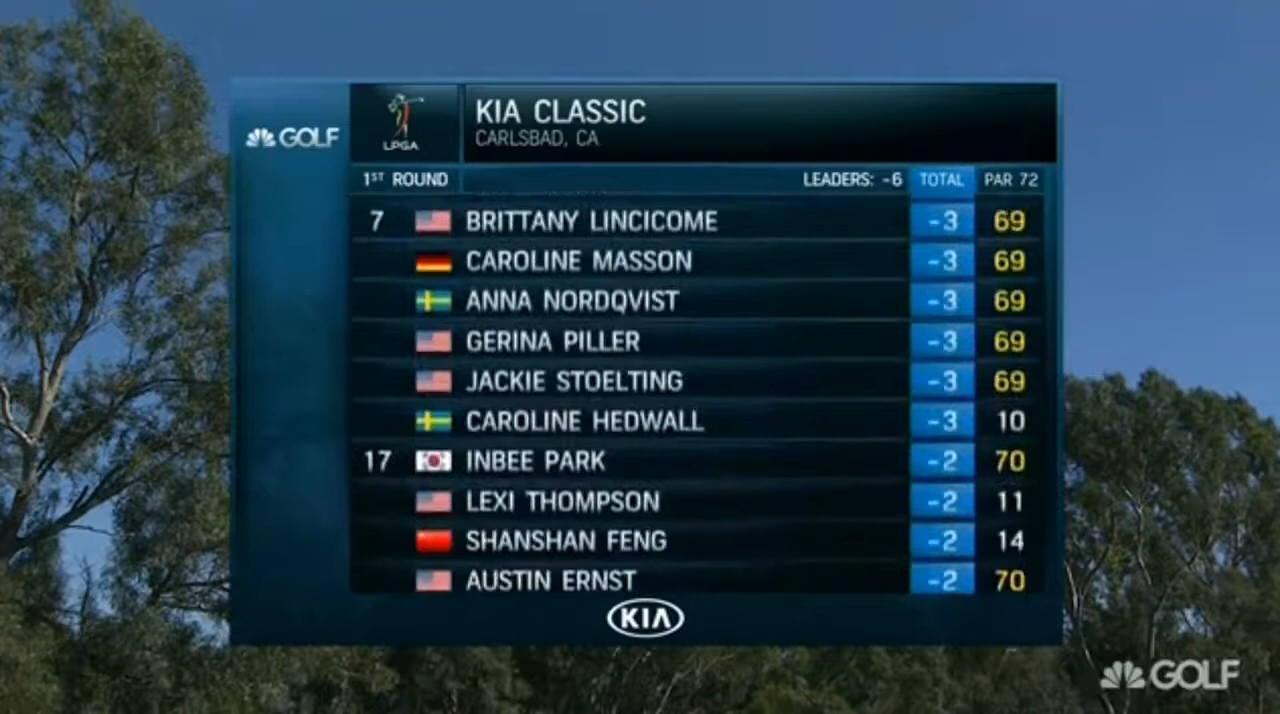 GOLF
LPGA
KIA CLASSIC
CARLSBAD, CA
1ST ROUND LEADERS: -6 TOTAL PAR 72
7 BRITTANY LINCICOME -3 69
CAROLINE MASSON -3 69
ANNA NORDQVIST -3 69
GERINA PILLER -3 69
JACKIE STOELTING -3 69
CAROLINE HEDWALL -3 10
17 INBEE PARK -2 70
LEXI THOMPSON -2 11
SHANSHAN FENG -2 14
AUSTIN ERNST -2 70
KIA
GOLF